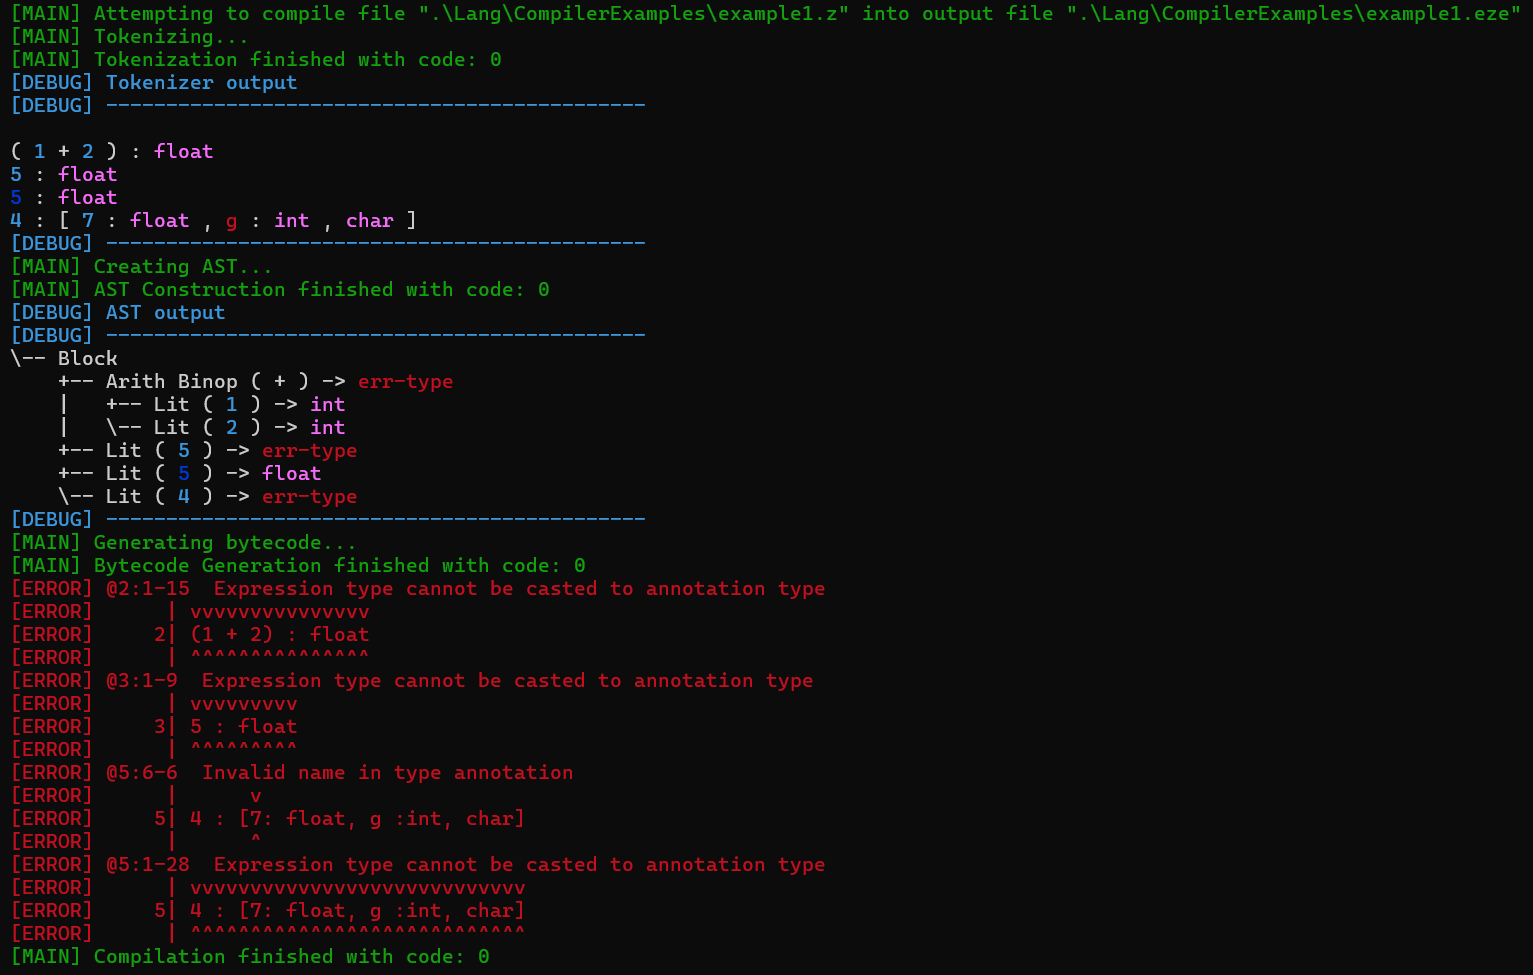 [MAIN] Attempting to compile file ".\Lang\CompilerExamples\example1.z" into output file ".\Lang\CompilerExamples\example1.eze"
[MAIN] Tokenizing...
[MAIN] Tokenization finished with code: 0
[DEBUG] Tokenizer output
[DEBUG] ---------------------------------------------

( 1 + 2 ) : float
5 : float
5 : float
4 : [ 7 : float , g : int , char ]
[DEBUG] ---------------------------------------------
[MAIN] Creating AST...
[MAIN] AST Construction finished with code: 0
[DEBUG] AST output
[DEBUG] ---------------------------------------------
\-- Block
    +-- Arith Binop ( + ) -> err-type
    |   +-- Lit ( 1 ) -> int
    |   \-- Lit ( 2 ) -> int
    +-- Lit ( 5 ) -> err-type
    +-- Lit ( 5 ) -> float
    \-- Lit ( 4 ) -> err-type
[DEBUG] ---------------------------------------------
[MAIN] Generating bytecode...
[MAIN] Bytecode Generation finished with code: 0
[ERROR] @2:1-15  Expression type cannot be casted to annotation type
[ERROR]      | vvvvvvvvvvvvvvv
[ERROR]     2| (1 + 2) : float
[ERROR]      | ^^^^^^^^^^^^^^^
[ERROR] @3:1-9  Expression type cannot be casted to annotation type
[ERROR]      | vvvvvvvvv
[ERROR]     3| 5 : float
[ERROR]      | ^^^^^^^^^
[ERROR] @5:6-6  Invalid name in type annotation
[ERROR]      |      v
[ERROR]     5| 4 : [7: float, g :int, char]
[ERROR]      |      ^
[ERROR] @5:1-28  Expression type cannot be casted to annotation type
[ERROR]      | vvvvvvvvvvvvvvvvvvvvvvvvvvvv
[ERROR]     5| 4 : [7: float, g :int, char]
[ERROR]      | ^^^^^^^^^^^^^^^^^^^^^^^^^^^^
[MAIN] Compilation finished with code: 0